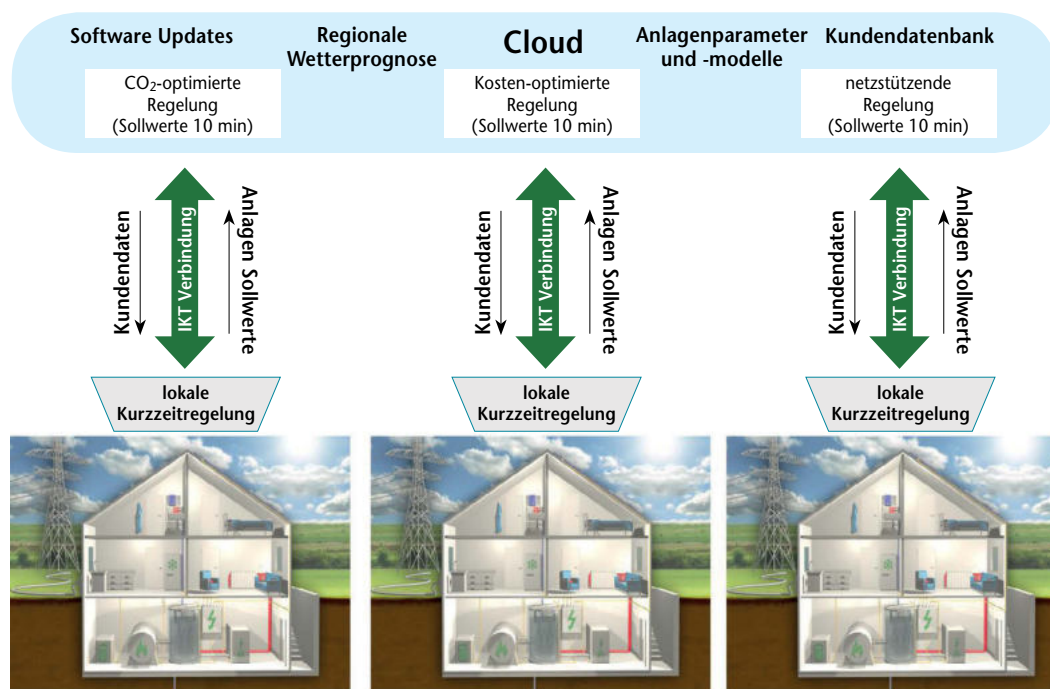 Software Updates
Regionale
Wetterprognose
Cloud
Anlagenparameter
und -modelle
Kundendatenbank
CO₂-optimierte
Regelung
(Sollwerte 10 min)
Kosten-optimierte
Regelung
(Sollwerte 10 min)
netzstützende
Regelung
(Sollwerte 10 min)
Kundendaten
IKT Verbindung
Anlagen Sollwerte
Kundendaten
IKT Verbindung
Anlagen Sollwerte
Kundendaten
IKT Verbindung
Anlagen Sollwerte
lokale
Kurzzeitregelung
lokale
Kurzzeitregelung
lokale
Kurzzeitregelung